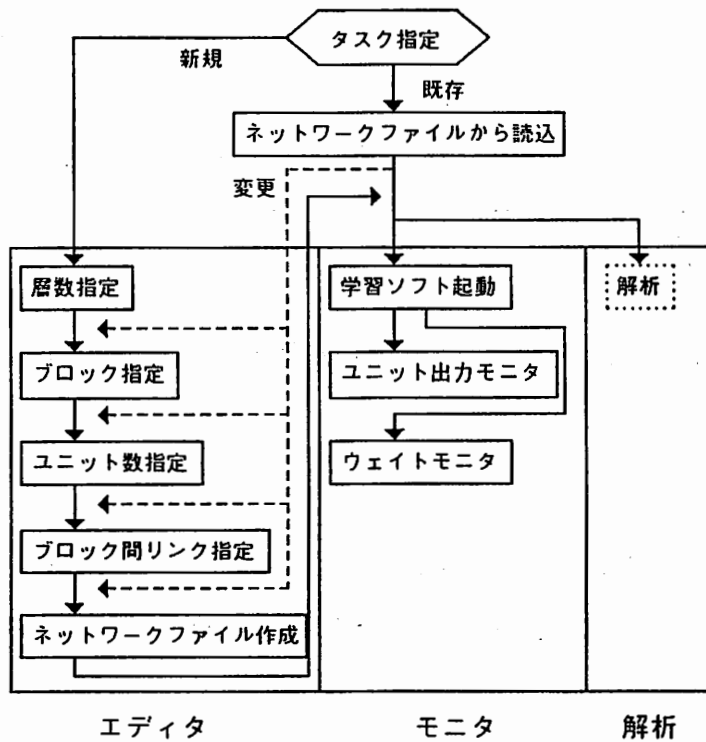 タスク指定
新規
既存
ネットワークファイルから読込
変更
層数指定
ブロック指定
ユニット数指定
ブロック間リンク指定
ネットワークファイル作成
学習ソフト起動
ユニット出力モニタ
ウェイトモニタ
解析
エディタ
モニタ
解析